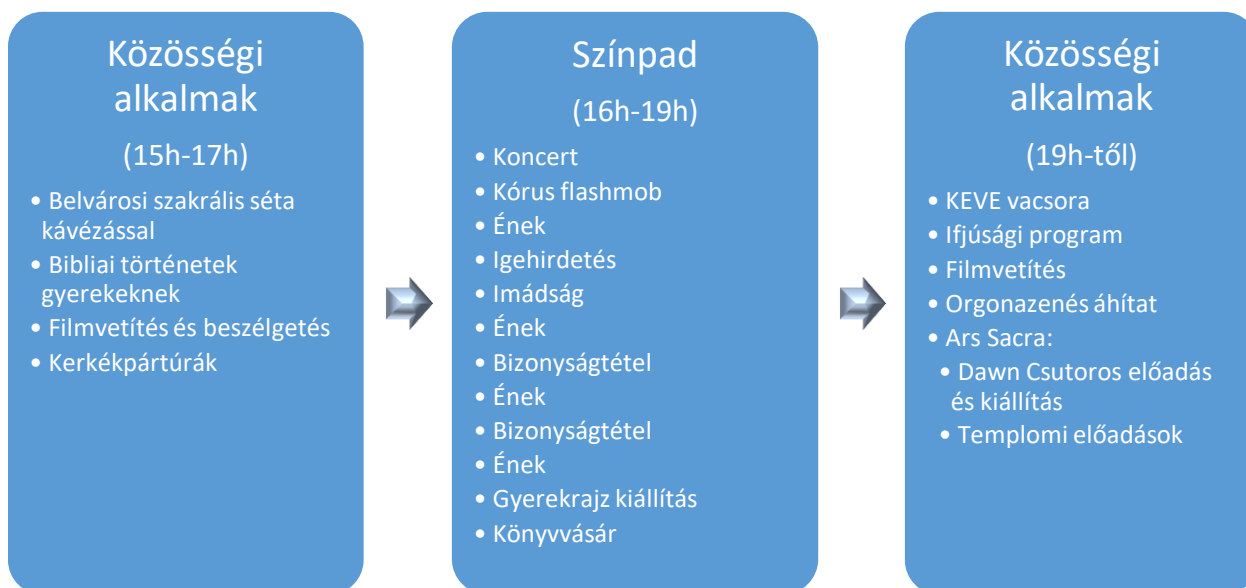 Közösségi
alkalmak
(15h-17h)
• Belvárosi szakrális séta
kávézással
• Bibliai történetek
gyerekeknek
• Filmvetítés és beszélgetés
• Kerkékpártúrák
Színpad
(16h-19h)
• Koncert
• Kórus flashmob
• Ének
• Igehirdetés
• Imádság
• Ének
• Bizonyságtétel
• Ének
• Bizonyságtétel
• Ének
• Gyerekrajz kiállítás
• Könyvvásár
Közösségi
alkalmak
(19h-től)
• KEVE vacsora
• Ifjúsági program
• Filmvetítés
• Orgonazenés áhítat
• Ars Sacra:
• Dawn Csutoros előadás
és kiállítás
• Templomi előadások